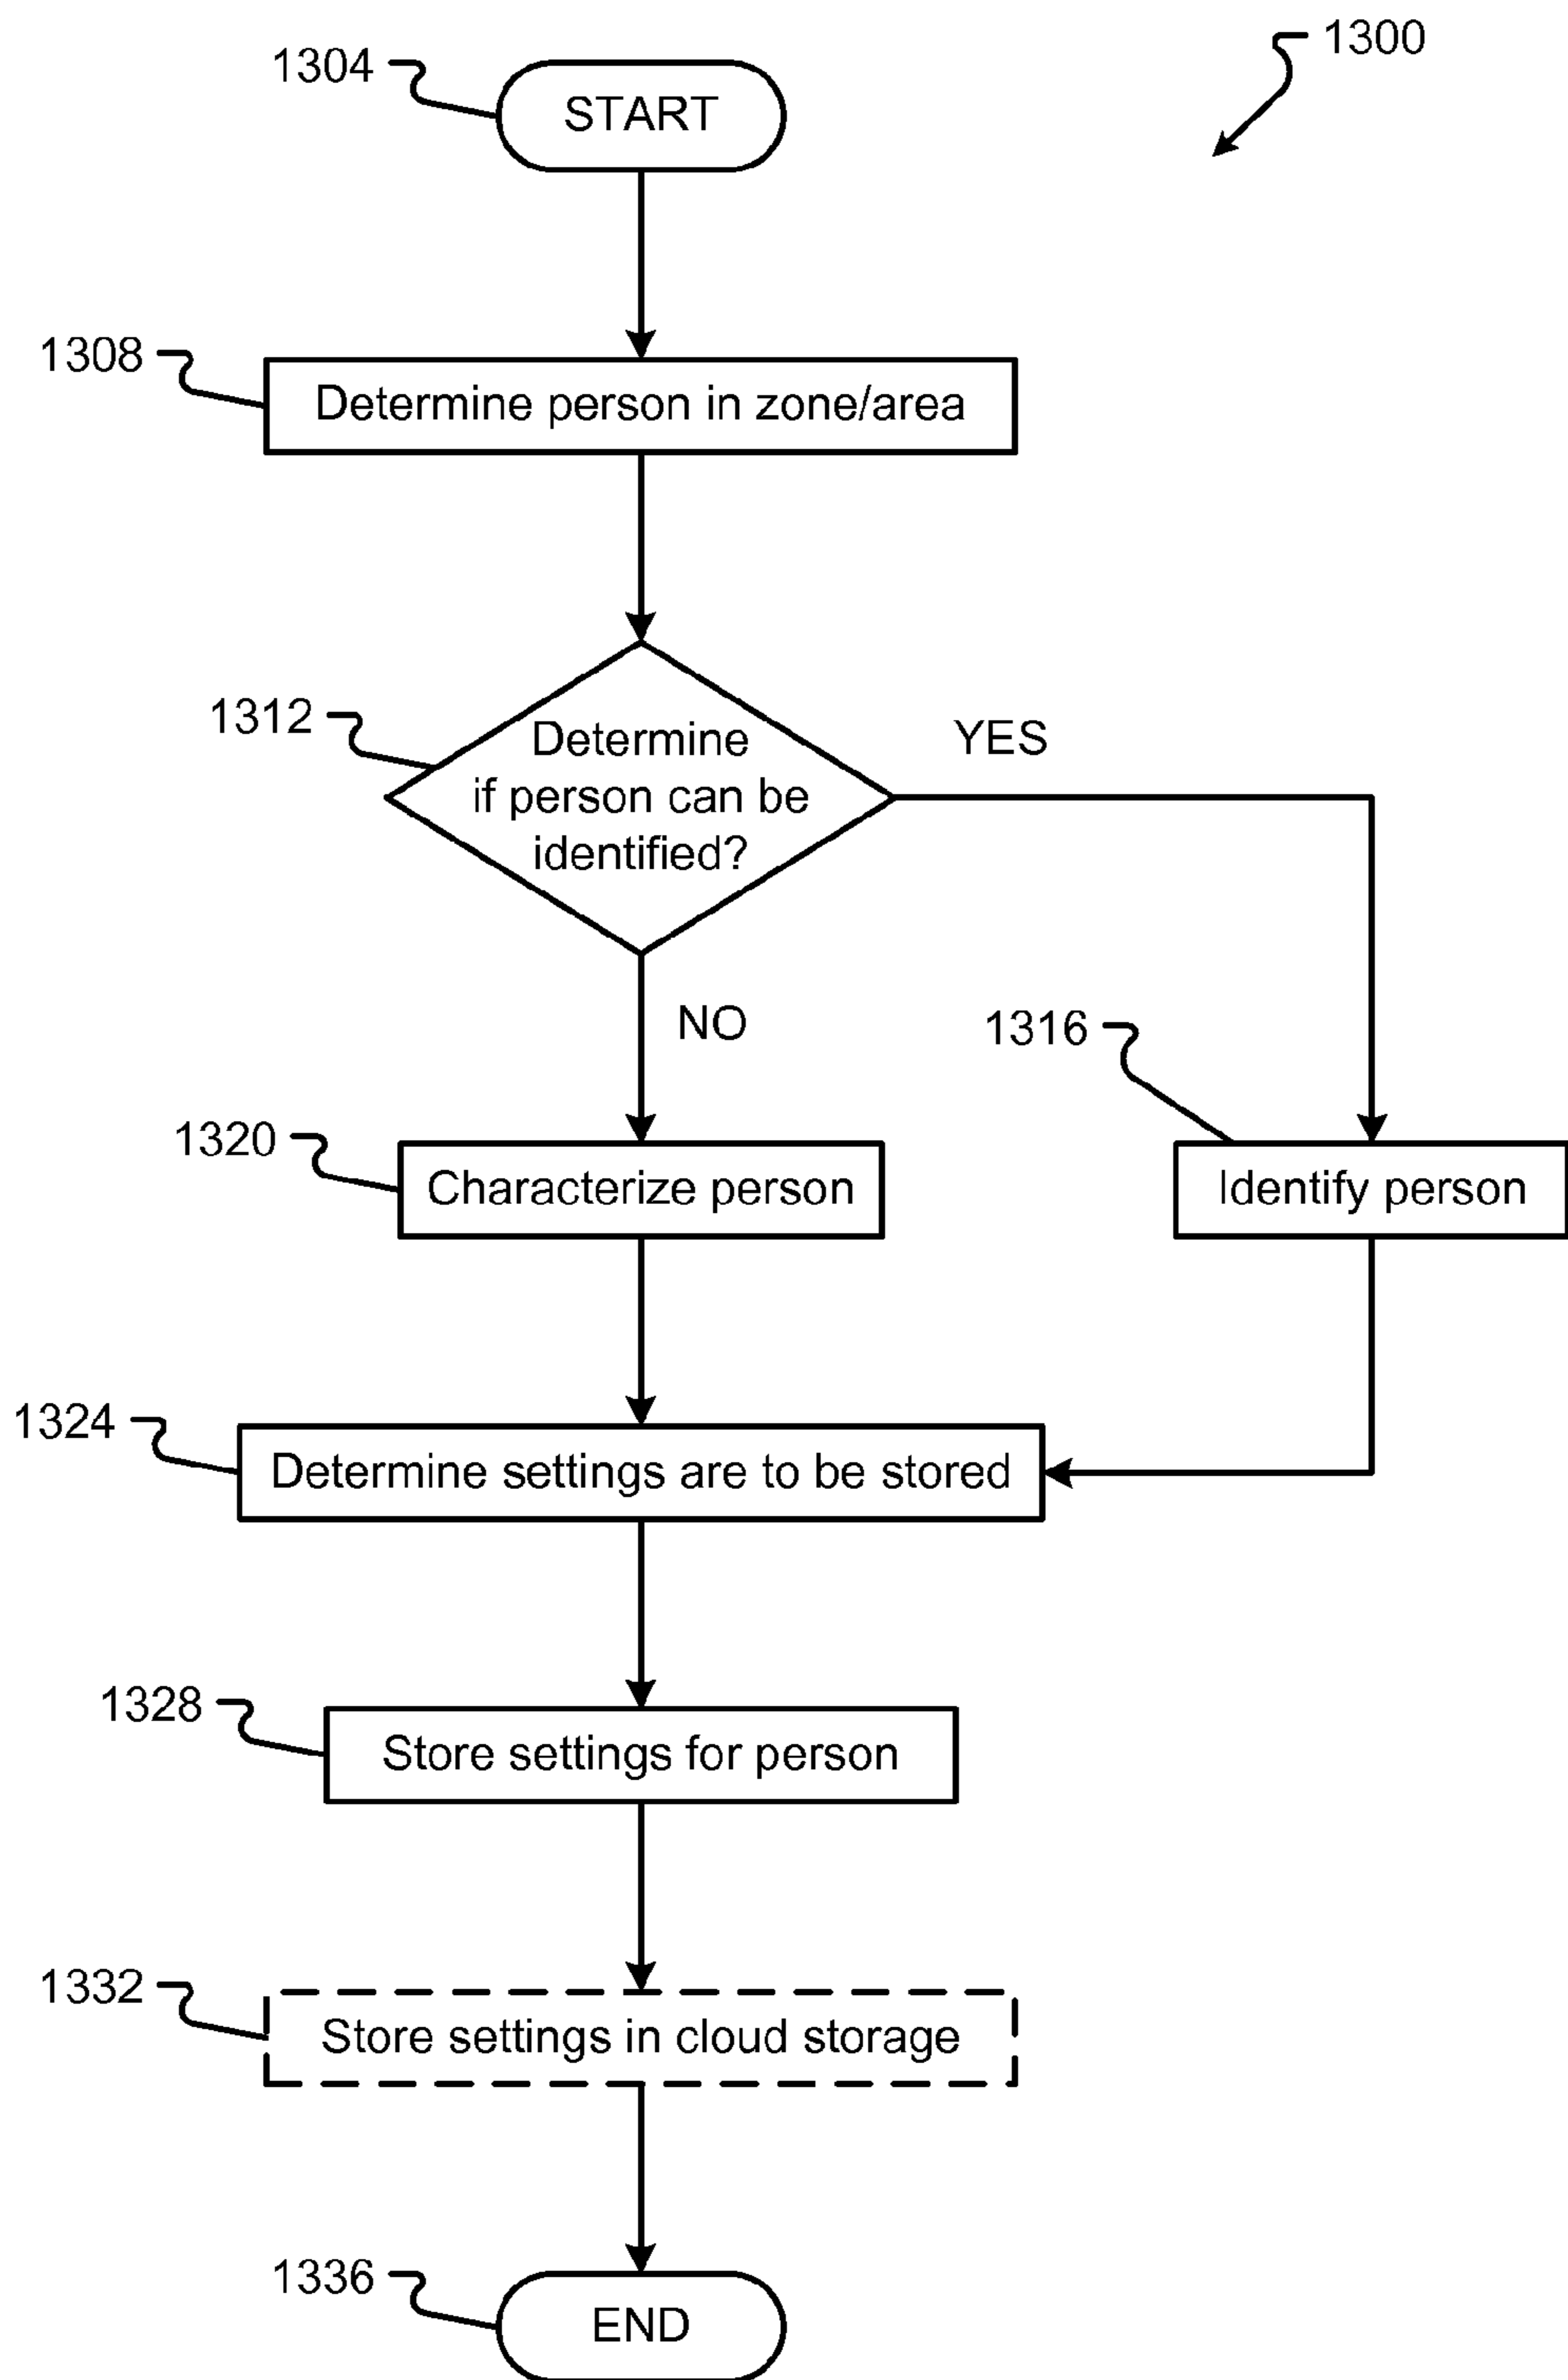 1300
1304
START
1308
Determine person in zone/area
1312
Determine
if person can be
identified?
YES
NO
1316
1320
Characterize person
Identify person
1324
Determine settings are to be stored
1328
Store settings for person
1332
Store settings in cloud storage
1336
END